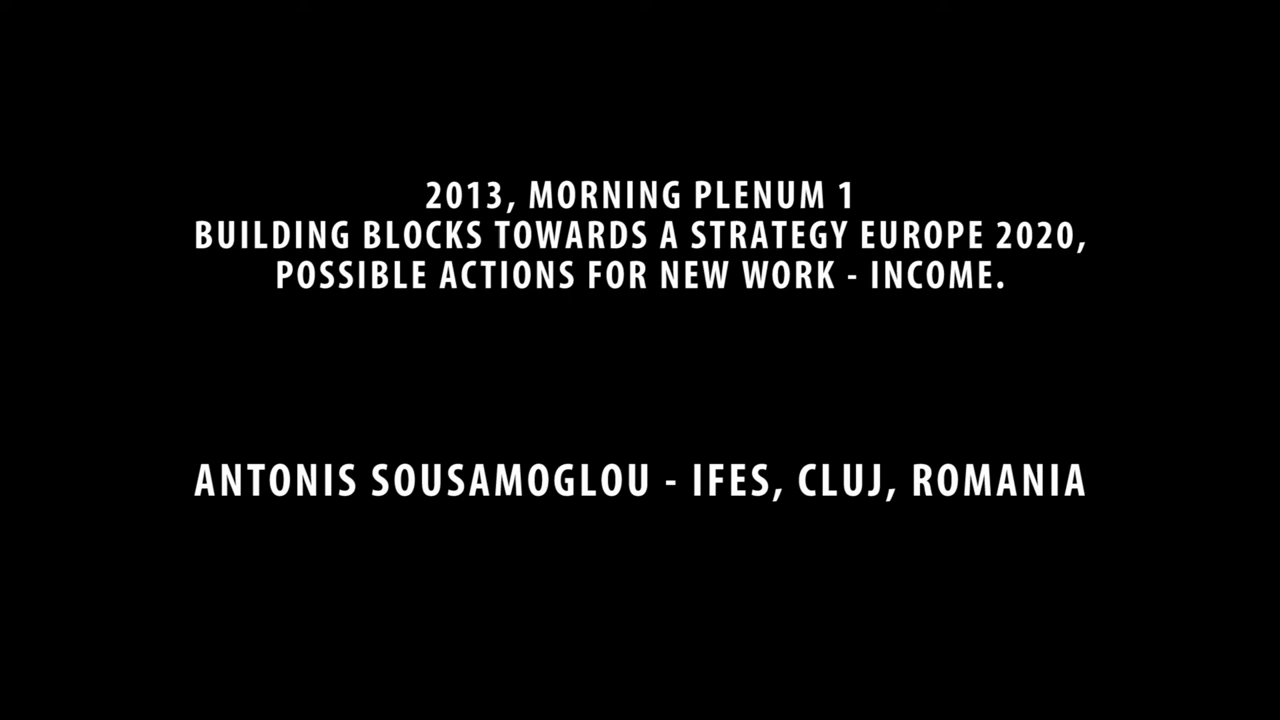 2013, MORNING PLENUM 1
BUILDING BLOCKS TOWARDS A STRATEGY EUROPE 2020,
POSSIBLE ACTIONS FOR NEW WORK - INCOME.
ANTONIS SOUSAMOGLOU - IFES, CLUJ, ROMANIA